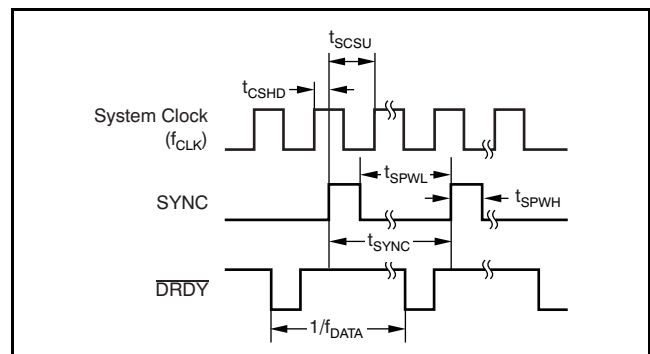 tSCSU
tCSHD
System Clock
(fCLK)
tSPWL
SYNC
tSPWH
tSYNC
DRDY
1/fDATA